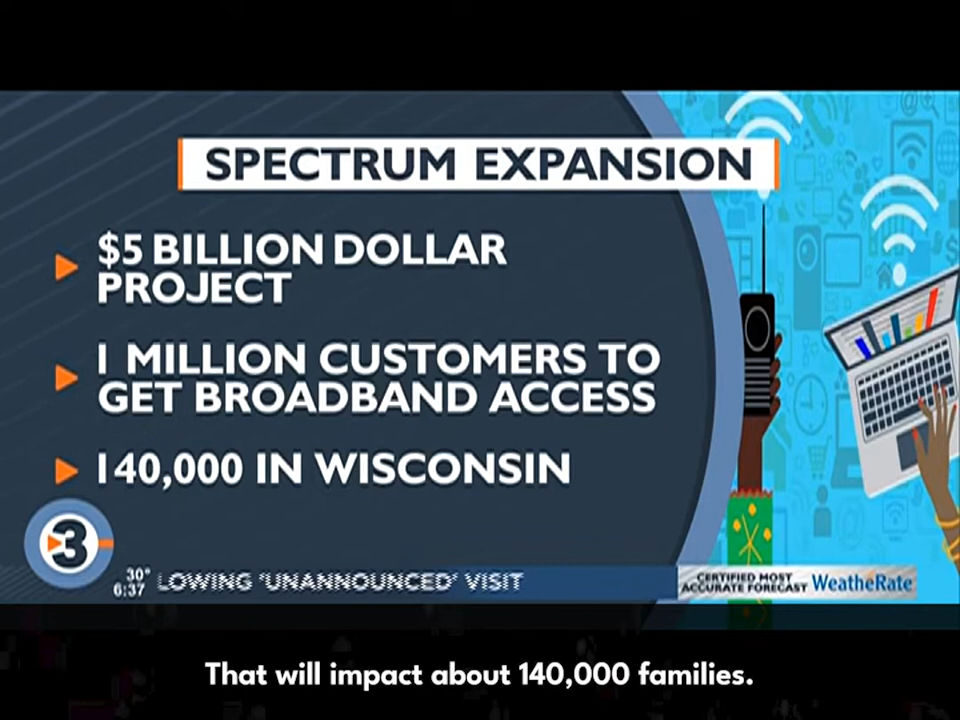 SPECTRUM EXPANSION
$5 BILLION DOLLAR
PROJECT
1 MILLION CUSTOMERS TO
GET BROADBAND ACCESS
140,000 IN WISCONSIN
3
30°
6:37 LOWING 'UNANNOUNCED' VISIT
CERTIFIED MOST
ACCURATE FORECAST WeatheRate
That will impact about 140,000 families.